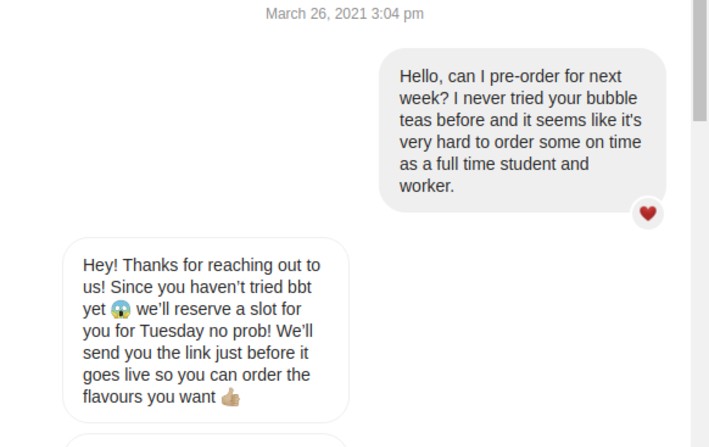 March 26, 2021 3:04 pm
Hello, can I pre-order for next
week? I never tried your bubble
teas before and it seems like it's
very hard to order some on time
as a full time student and
worker.
Hey! Thanks for reaching out to
us! Since you haven’t tried bbt
yet 😱 we’ll reserve a slot for
you for Tuesday no prob! We’ll
send you the link just before it
goes live so you can order the
flavours you want 👍🏼